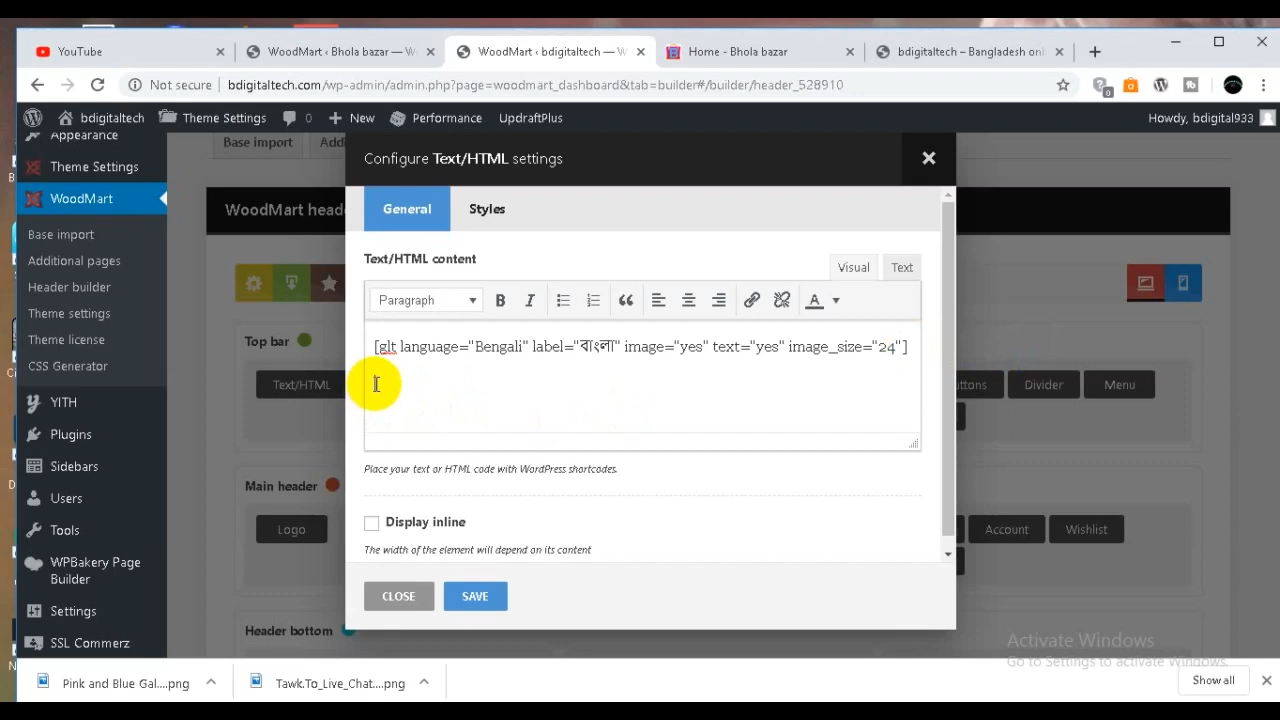 YouTube
WoodMart ‹ Bhola bazar — W
WoodMart ‹ bdigitaltech — W
Home - Bhola bazar
bdigitaltech – Bangladesh onl
Not secure
bdigitaltech.com/wp-admin/admin.php?page=woodmart_dashboard&tab=builder#/builder/header_528910
0
bdigitaltech
Theme Settings
0
New
Performance
UpdraftPlus
Howdy, bdigital933
Appearance
Theme Settings
WoodMart
Base import
Additional pages
Header builder
Theme settings
Theme license
CSS Generator
YITH
Plugins
Sidebars
Users
Tools
WPBakery Page
Builder
Settings
SSL Commerz
Base import
Addi
WoodMart head
Top bar
Text/HTML
Main header
Logo
Header bottom
Configure Text/HTML settings
General
Styles
Text/HTML content
Visual
Text
Paragraph
B
I
A
[glt language="Bengali" label="বাংলা" image="yes" text="yes" image_size="24"]
Place your text or HTML code with WordPress shortcodes.
Display inline
The width of the element will depend on its content
CLOSE
SAVE
uttons
Divider
Menu
Account
Wishlist
Activate Windows
Go to Settings to activate Windows.
Pink and Blue Gal....png
Tawk.To_Live_Chat....png
Show all